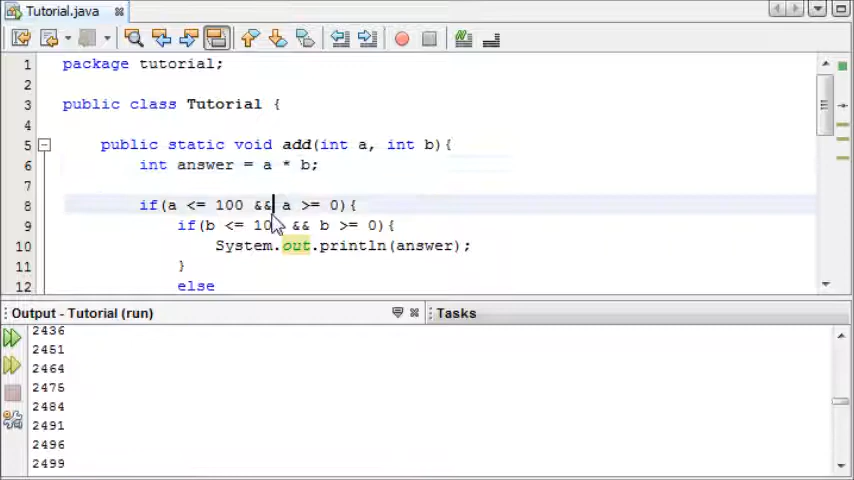 Tutorial.java
1 package tutorial;
2
3 public class Tutorial {
4
5 public static void add(int a, int b){
6 int answer = a * b;
7
8 if(a <= 100 && a >= 0){
9 if(b <= 10 && b >= 0){
10 System.out.println(answer);
11 }
12 else
Output - Tutorial (run)
Tasks
2436
2451
2464
2475
2484
2491
2496
2499